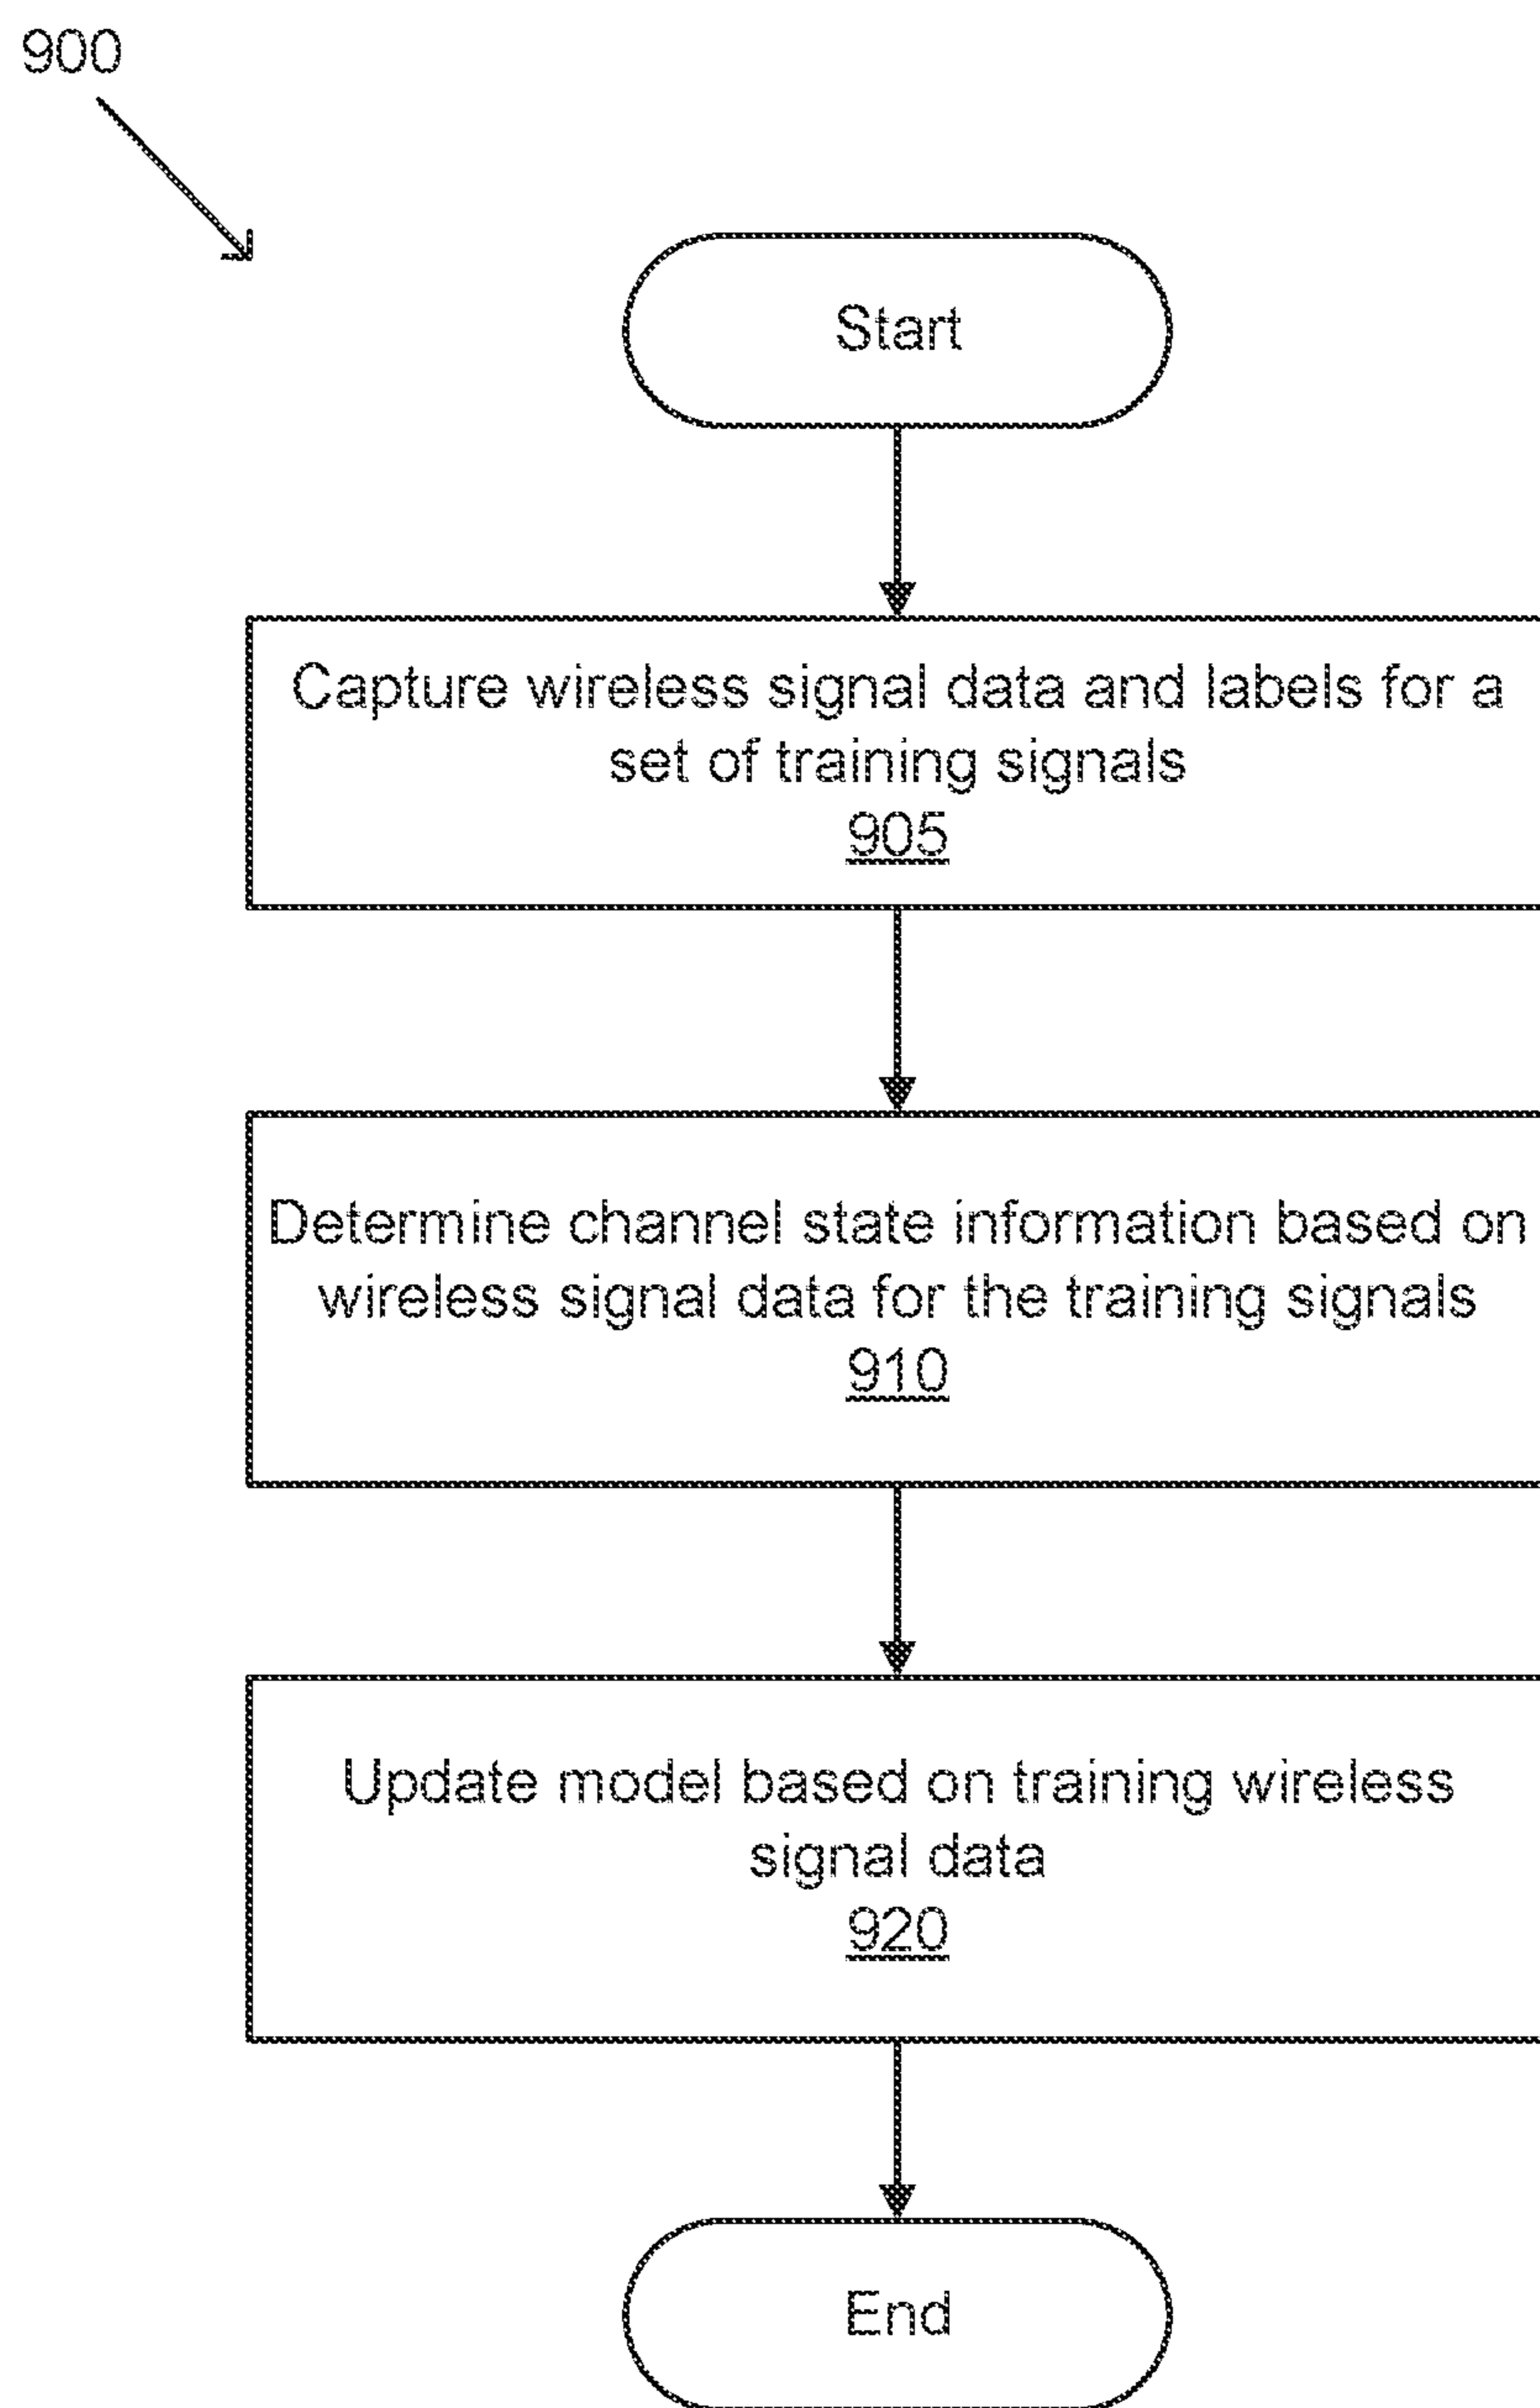 900
Start
Capture wireless signal data and labels for a
set of training signals
905
Determine channel state information based on
wireless signal data for the training signals
910
Update model based on training wireless
signal data
920
End